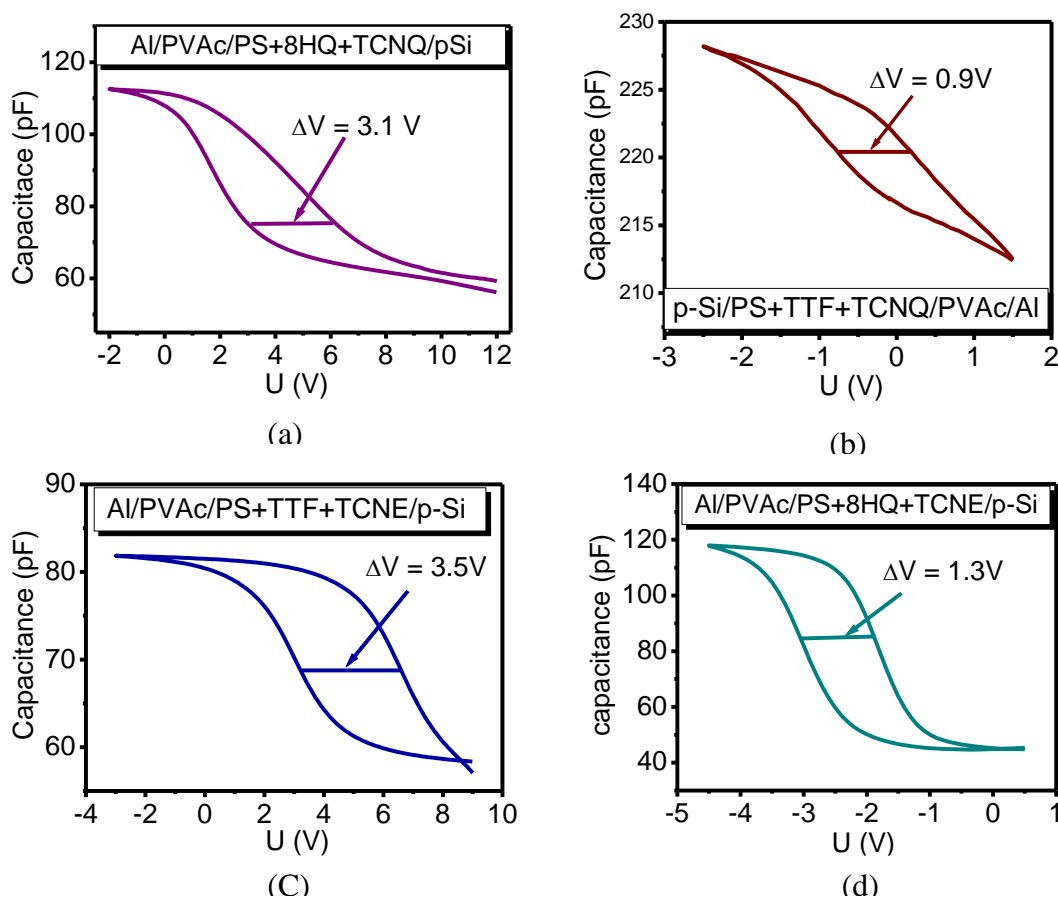 Al/PVAc/PS+8HQ+TCNQ/pSi
120
100
80
60
Capacitace (pF)
ΔV = 3.1 V
-2 0 2 4 6 8 10 12
U (V)
(a)
230
225
220
215
210
Capacitance (pF)
ΔV = 0.9V
p-Si/PS+TTF+TCNQ/PVAc/Al
-3 -2 -1 0 1 2
U (V)
(b)
90
80
70
60
Capacitance (pF)
Al/PVAc/PS+TTF+TCNE/p-Si
ΔV = 3.5V
-4 -2 0 2 4 6 8 10
U (V)
(C)
140
120
100
80
60
40
capacitance (pF)
Al/PVAc/PS+8HQ+TCNE/p-Si
ΔV = 1.3V
-5 -4 -3 -2 -1 0 1
U (V)
(d)